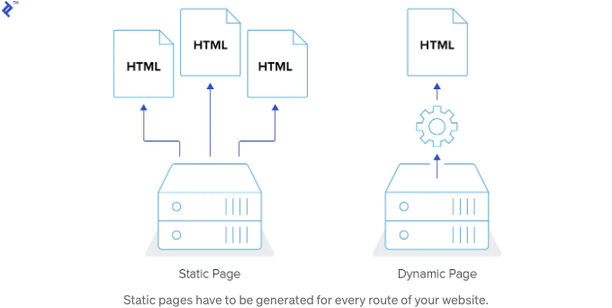 HTML
HTML
HTML
HTML
Static Page
Dynamic Page
Static pages have to be generated for every route of your website.